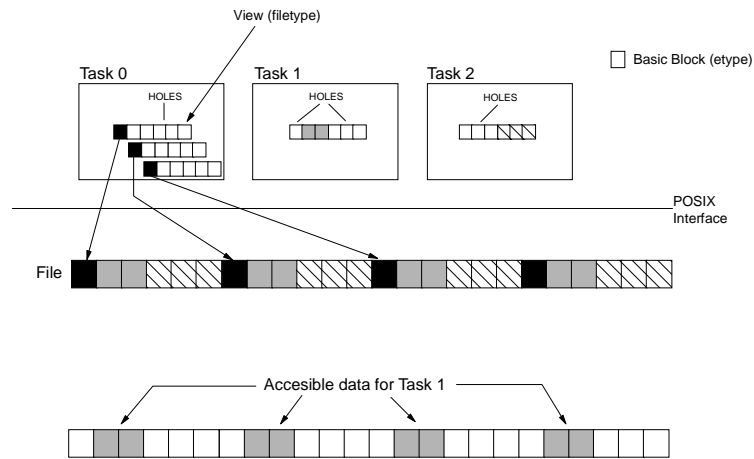 View (filetype)
Basic Block (etype)
Task 0
Task 1
Task 2
HOLES
HOLES
HOLES
POSIX
Interface
File
Accesible data for Task 1